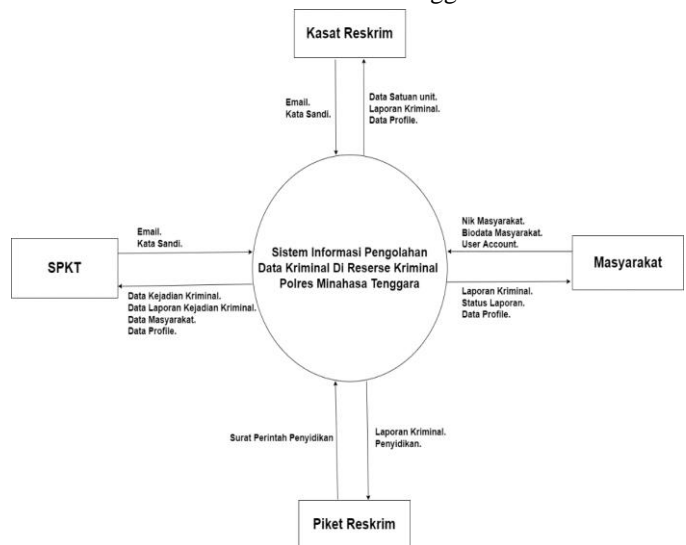 Kasat Reskrim
Email.
Kata Sandi.
Data Satuan unit.
Laporan Kriminal.
Data Profile.
Email.
Kata Sandi.
SPKT
Data Kejadian Kriminal.
Data Laporan Kejadian Kriminal.
Data Masyarakat.
Data Profile.
Sistem Informasi Pengolahan
Data Kriminal Di Reserse Kriminal
Polres Minahasa Tenggara
Nik Masyarakat.
Biodata Masyarakat.
User Account.
Masyarakat
Laporan Kriminal.
Status Laporan.
Data Profile.
Surat Perintah Penyidikan
Laporan Kriminal.
Penyidikan.
Piket Reskrim